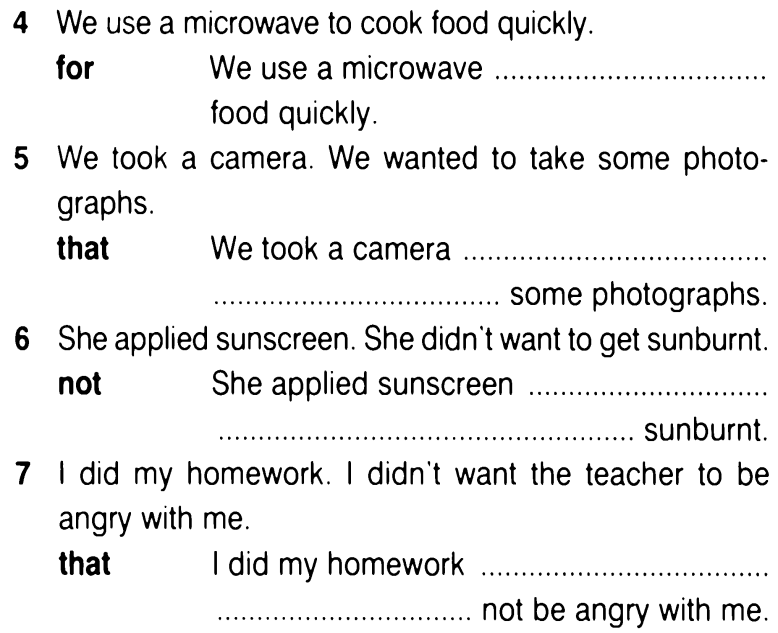 4 We use a microwave to cook food quickly.
for We use a microwave ..................................
food quickly.
5 We took a camera. We wanted to take some photo-
graphs.
that We took a camera ......................................
.................................... some photographs.
6 She applied sunscreen. She didn't want to get sunburnt.
not She applied sunscreen ..............................
.................................................... sunburnt.
7 I did my homework. I didn't want the teacher to be
angry with me.
that I did my homework ....................................
................................ not be angry with me.